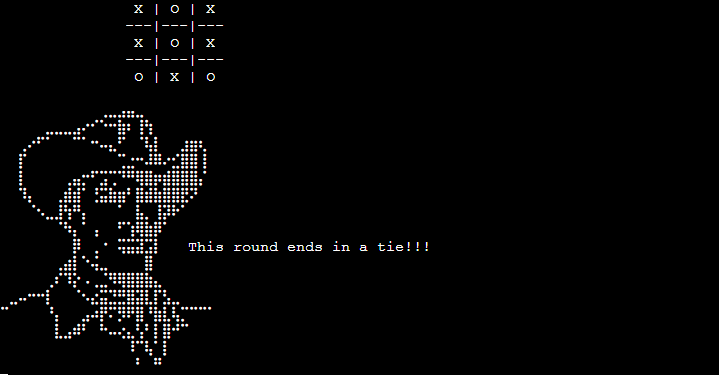 X | O | X
---|---|---
X | O | X
---|---|---
O | X | O
This round ends in a tie!!!